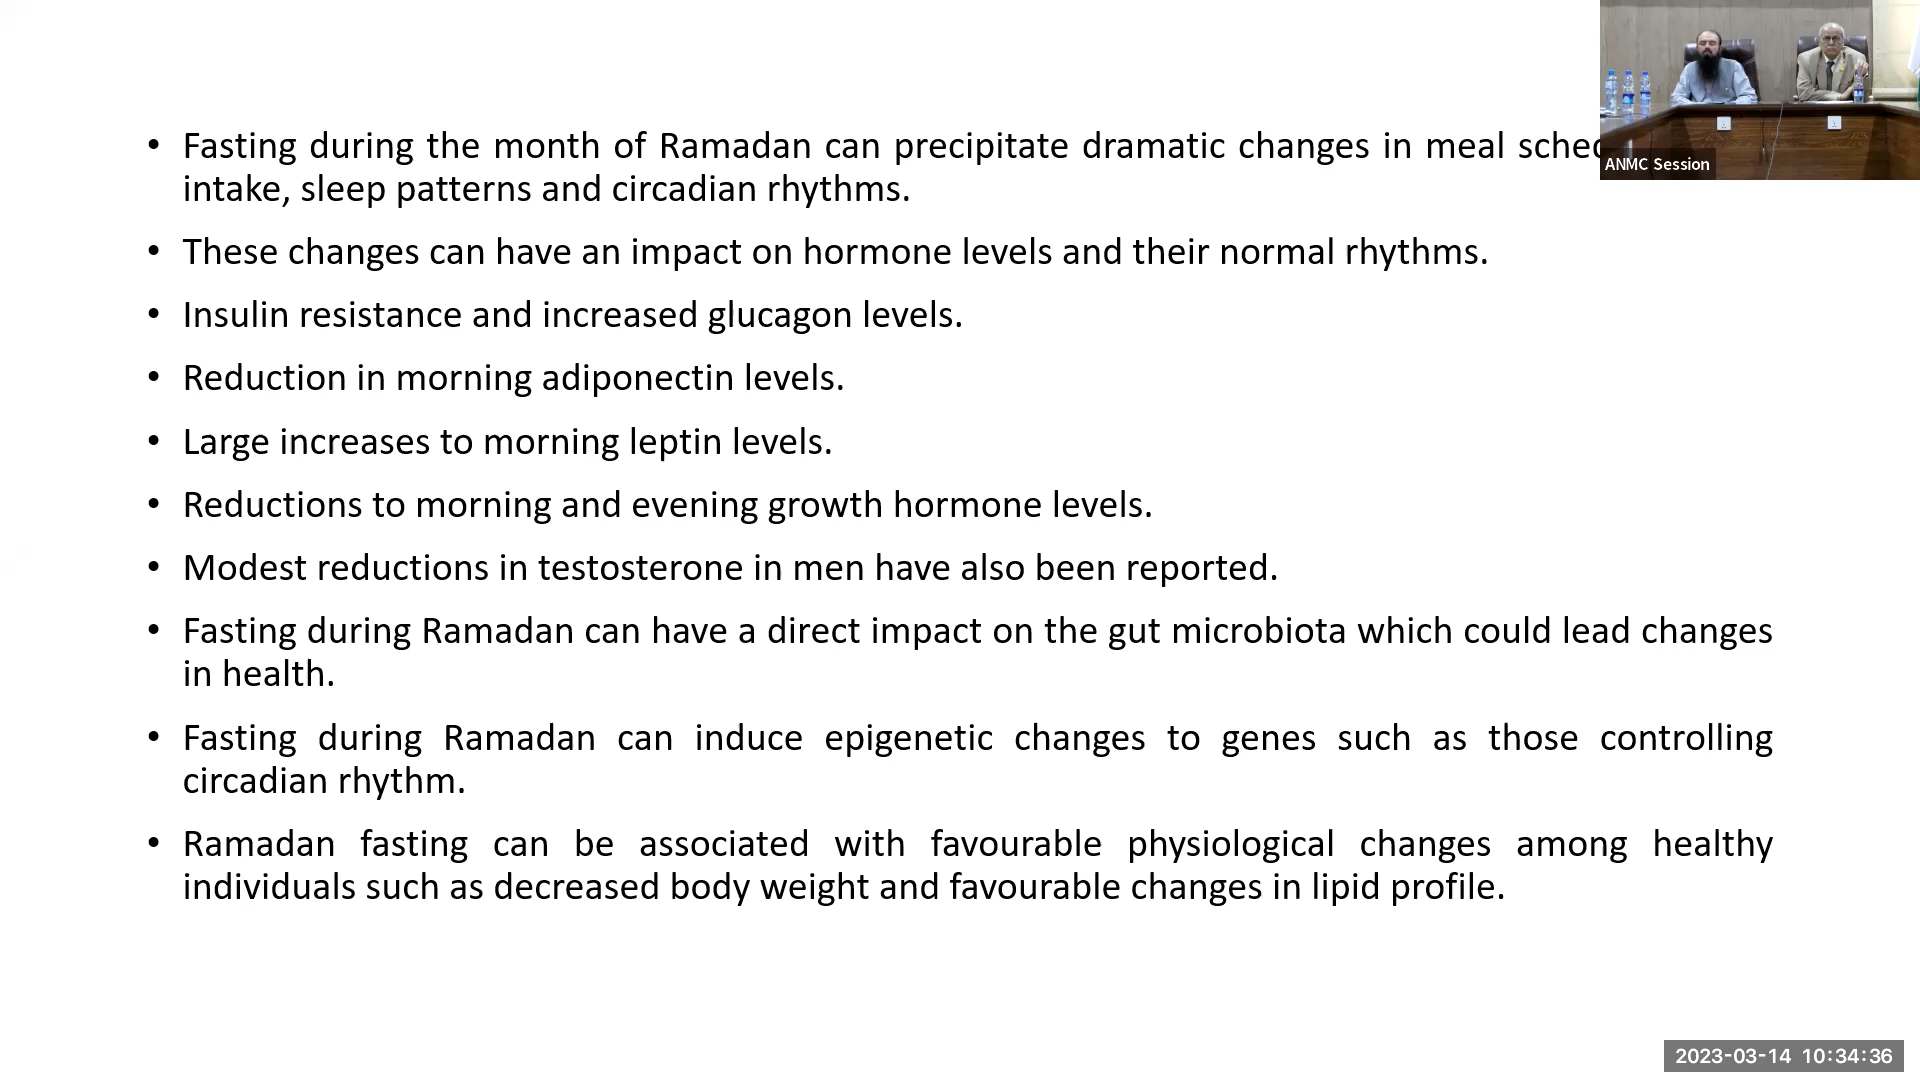 • Fasting during the month of Ramadan can precipitate dramatic changes in meal
intake, sleep patterns and circadian rhythms.
• These changes can have an impact on hormone levels and their normal rhythms.
• Insulin resistance and increased glucagon levels.
• Reduction in morning adiponectin levels.
• Large increases to morning leptin levels.
• Reductions to morning and evening growth hormone levels.
• Modest reductions in testosterone in men have also been reported.
• Fasting during Ramadan can have a direct impact on the gut microbiota which could lead changes
in health.
• Fasting during Ramadan can induce epigenetic changes to genes such as those controlling
circadian rhythm.
• Ramadan fasting can be associated with favourable physiological changes among healthy
individuals such as decreased body weight and favourable changes in lipid profile.
ANMC Session
2023-03-14 10:34:36